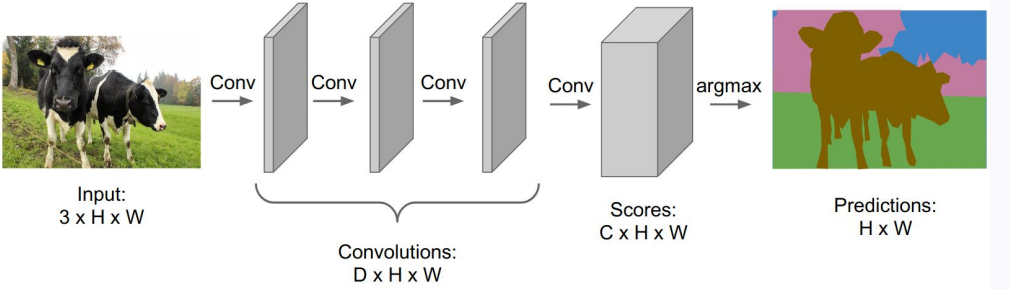 Conv
Conv
Conv
Conv
argmax
Input:
3 x H x W
Convolutions:
D x H x W
Scores:
C x H x W
Predictions:
H x W